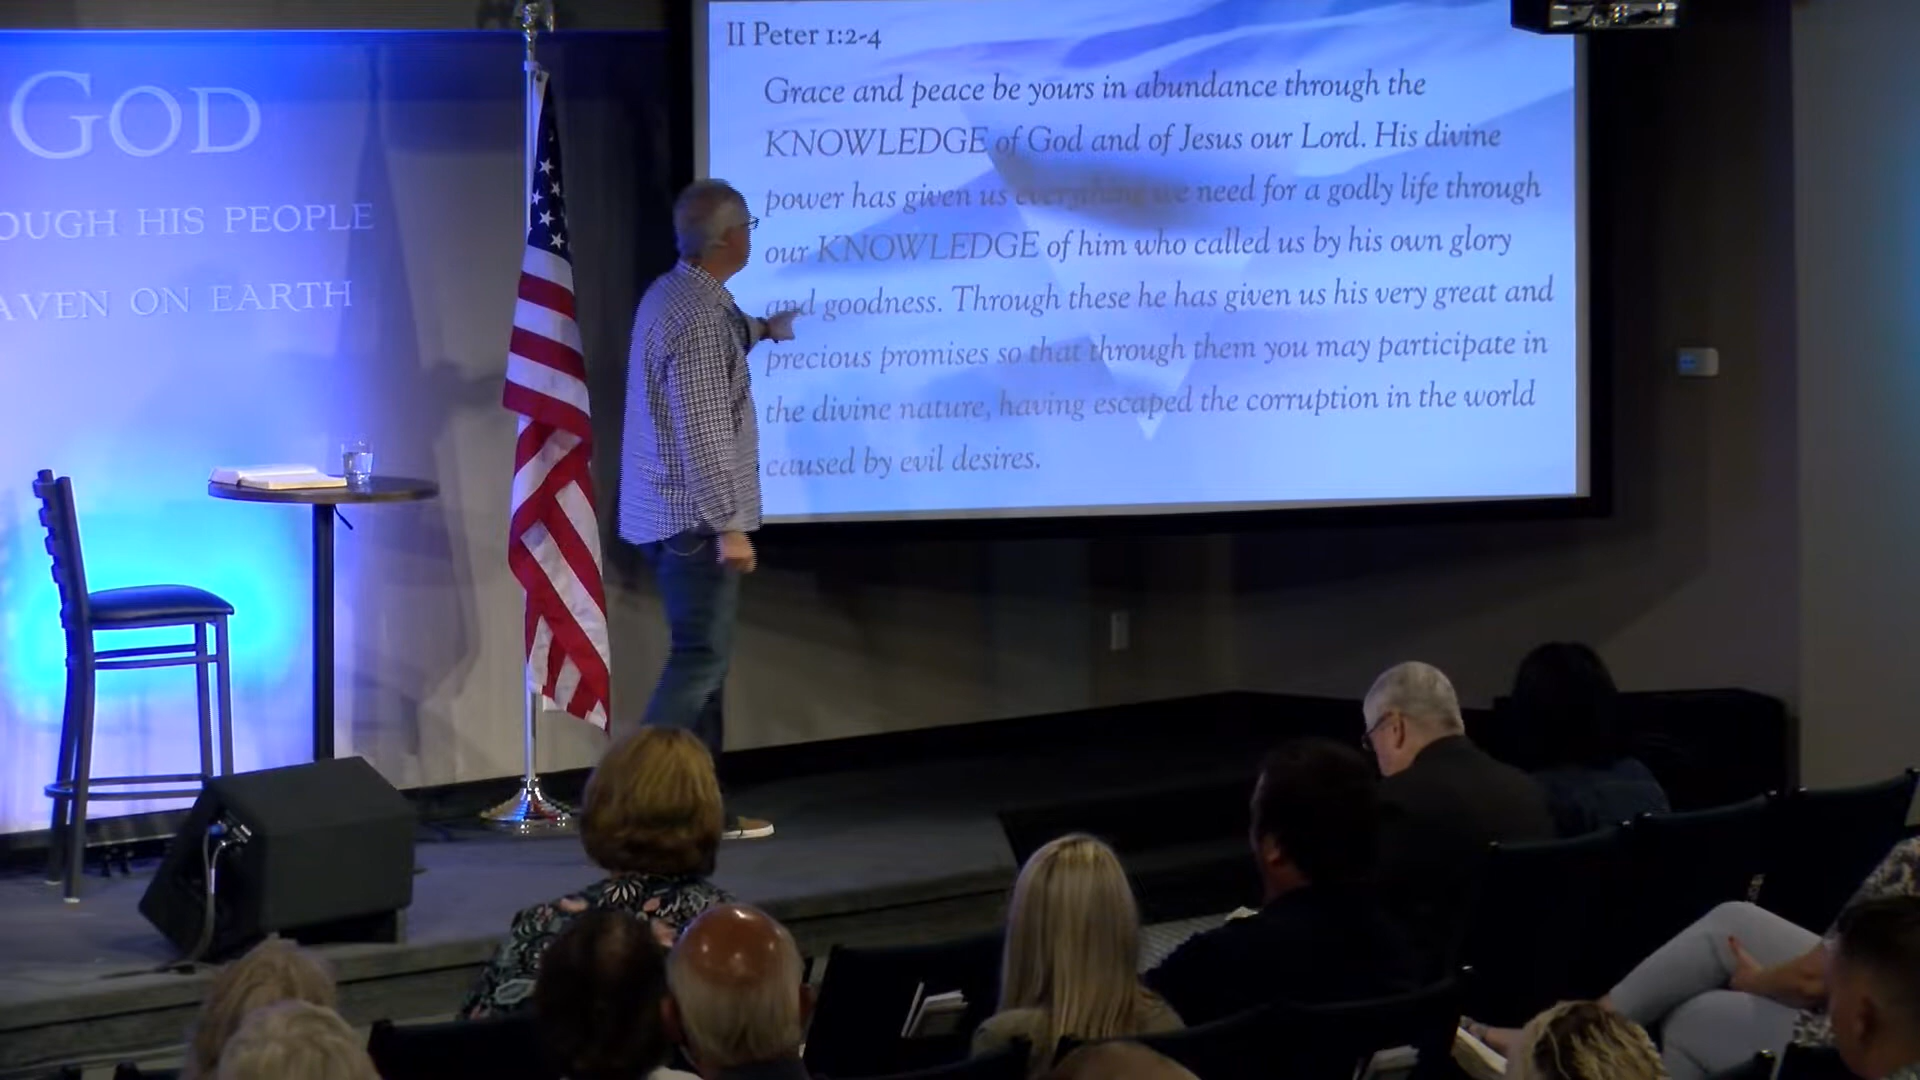 GOD
OUGH HIS PEOPLE
AVEN ON EARTH
II Peter 1:2-4
Grace and peace be yours in abundance through the
KNOWLEDGE of God and of Jesus our Lord. His divine
power has given us everything we need for a godly life through
our KNOWLEDGE of him who called us by his own glory
and goodness. Through these he has given us his very great and
precious promises so that through them you may participate in
the divine nature, having escaped the corruption in the world
caused by evil desires.